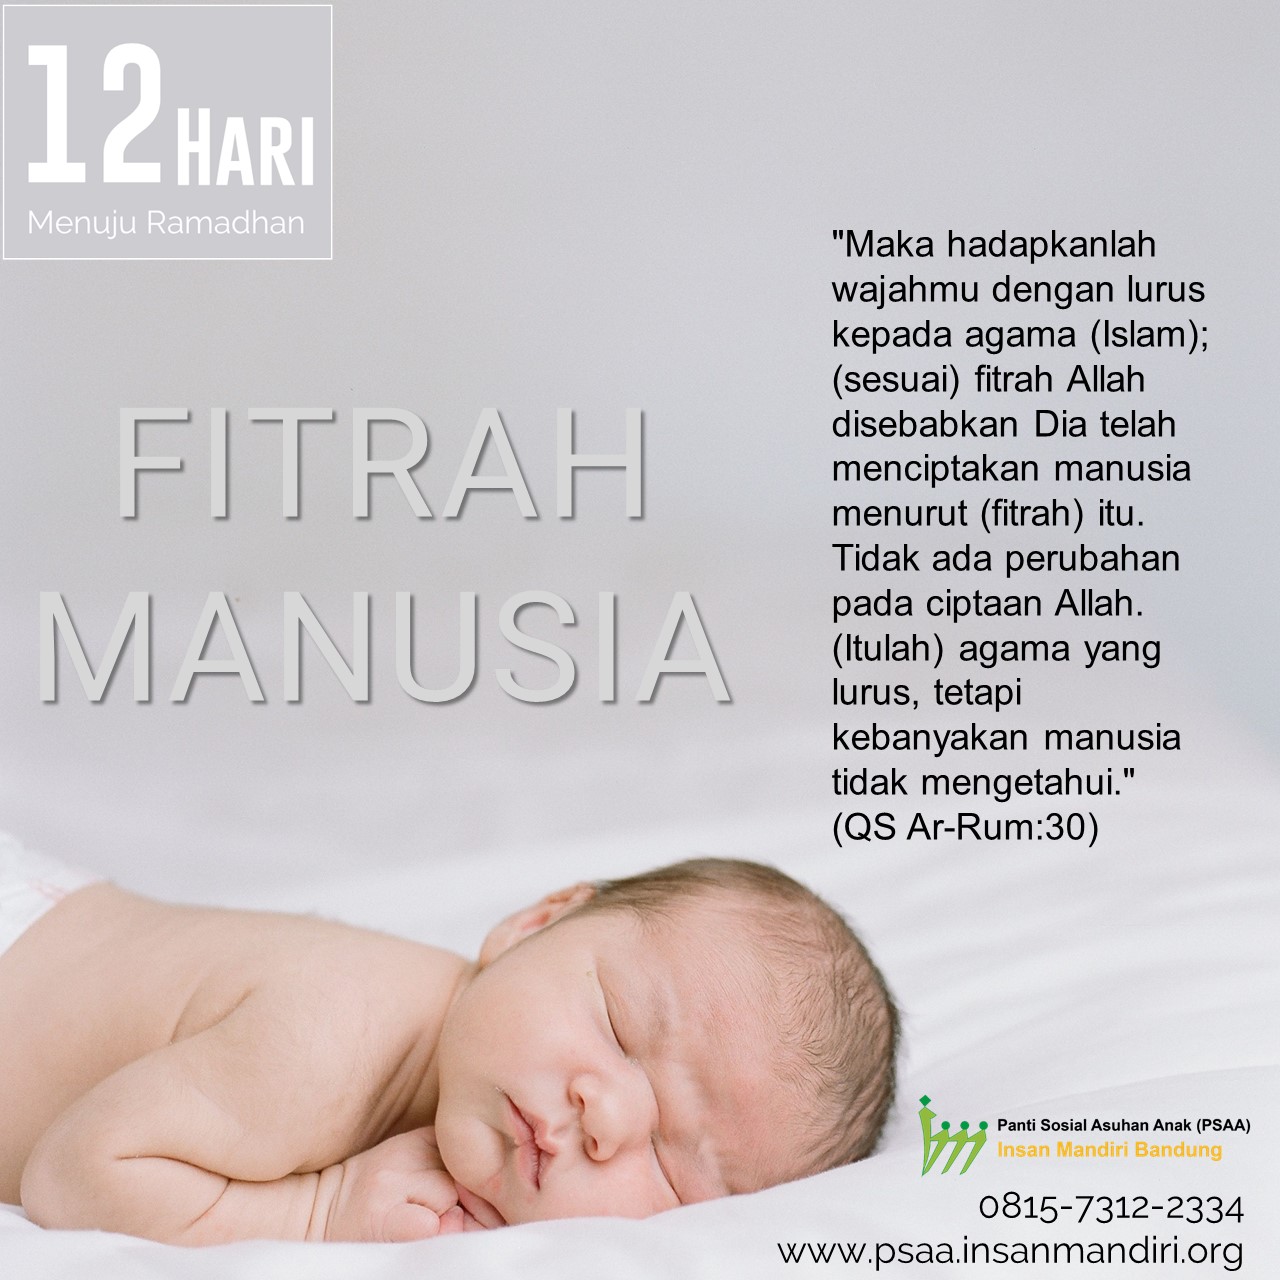 12 HARI
Menuju Ramadhan
FITRAH
MANUSIA
"Maka hadapkanlah
wajahmu dengan lurus
kepada agama (Islam);
(sesuai) fitrah Allah
disebabkan Dia telah
menciptakan manusia
menurut (fitrah) itu.
Tidak ada perubahan
pada ciptaan Allah.
(Itulah) agama yang
lurus, tetapi
kebanyakan manusia
tidak mengetahui."
(QS Ar-Rum:30)
Panti Sosial Asuhan Anak (PSAA)
Insan Mandiri Bandung
0815-7312-2334
www.psaa.insanmandiri.org